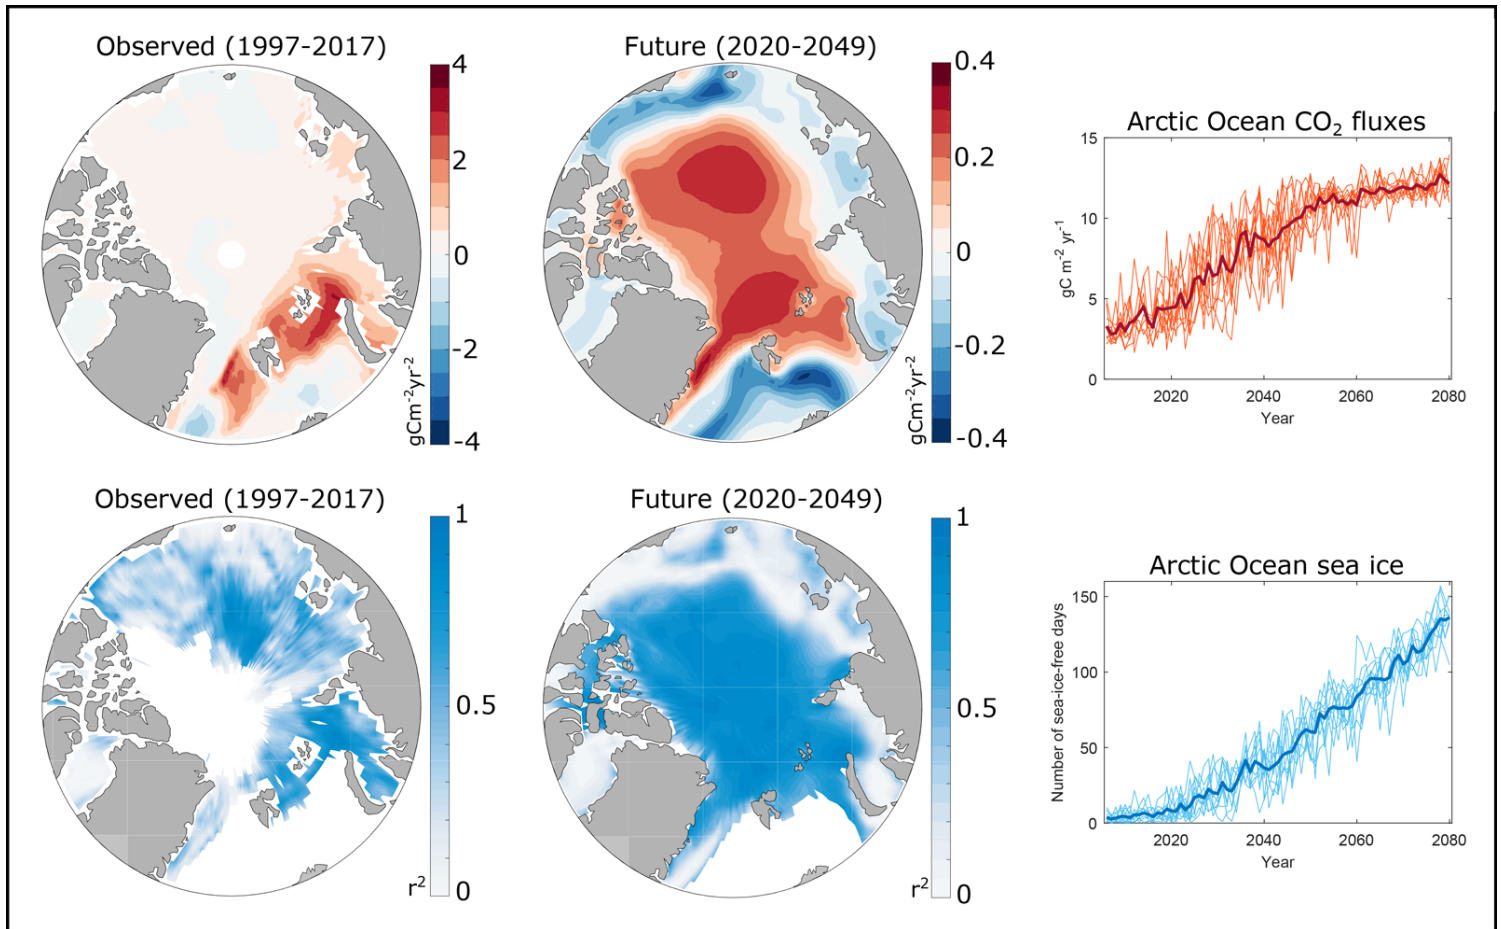 Observed (1997-2017)
4
2
0
-2
-4
gCm-2yr-2
Future (2020-2049)
0.4
0.2
0
-0.2
-0.4
gCm-2yr-2
Arctic Ocean CO2 fluxes
15
10
5
0
gC m-2 yr-1
2020 2040 2060 2080
Year
Observed (1997-2017)
1
0.5
0
r2
Future (2020-2049)
1
0.5
0
r2
Arctic Ocean sea ice
150
100
50
0
Number of sea-ice-free days
2020 2040 2060 2080
Year